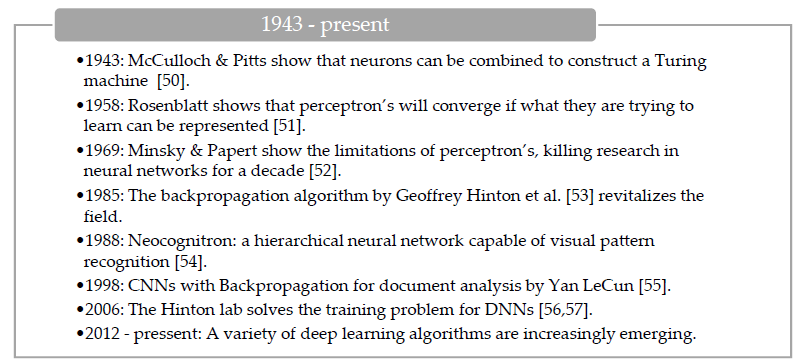 1943 - present
•1943: McCulloch & Pitts show that neurons can be combined to construct a Turing
machine [50].
•1958: Rosenblatt shows that perceptron’s will converge if what they are trying to
learn can be represented [51].
•1969: Minsky & Papert show the limitations of perceptron’s, killing research in
neural networks for a decade [52].
•1985: The backpropagation algorithm by Geoffrey Hinton et al. [53] revitalizes the
field.
•1988: Neocognitron: a hierarchical neural network capable of visual pattern
recognition [54].
•1998: CNNs with Backpropagation for document analysis by Yan LeCun [55].
•2006: The Hinton lab solves the training problem for DNNs [56,57].
•2012 - pressent: A variety of deep learning algorithms are increasingly emerging.